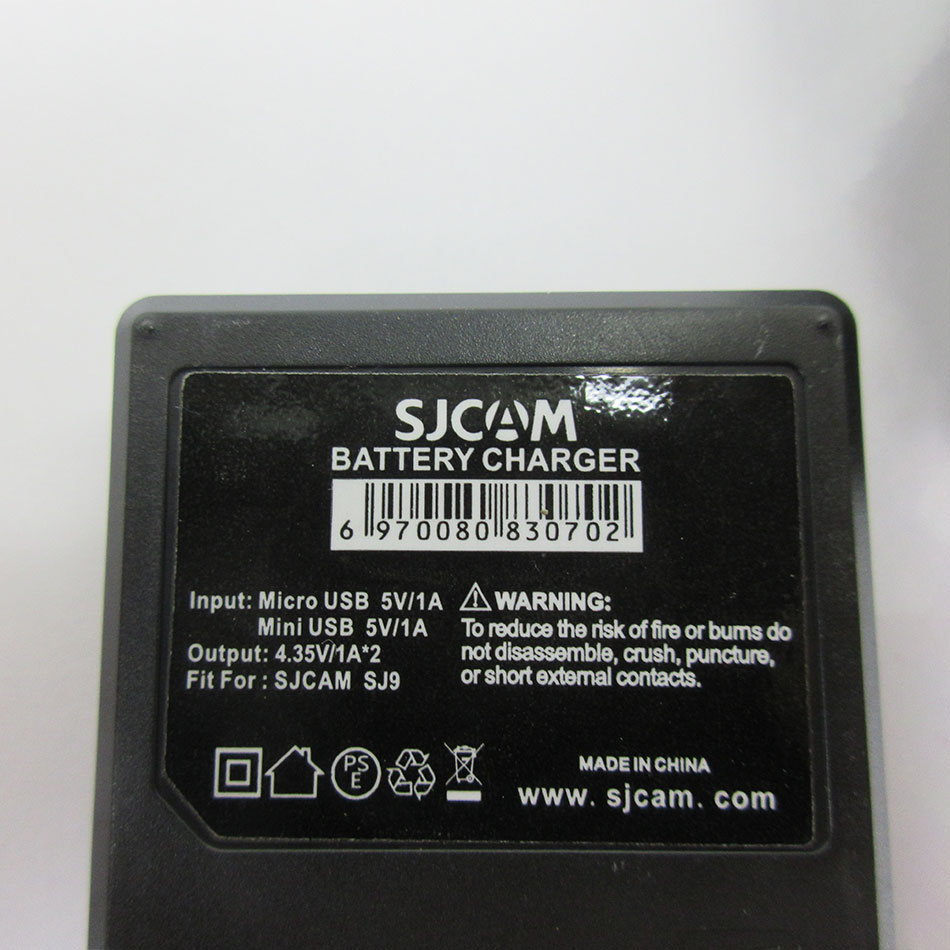 SJCAM
BATTERY CHARGER
6 970080 830702
Input: Micro USB 5V/1A
Mini USB 5V/1A
Output: 4.35V/1A*2
Fit For : SJCAM SJ9
WARNING:
To reduce the risk of fire or burns do
not disassemble, crush, puncture,
or short external contacts.
PS
E
MADE IN CHINA
www. sjcam. com